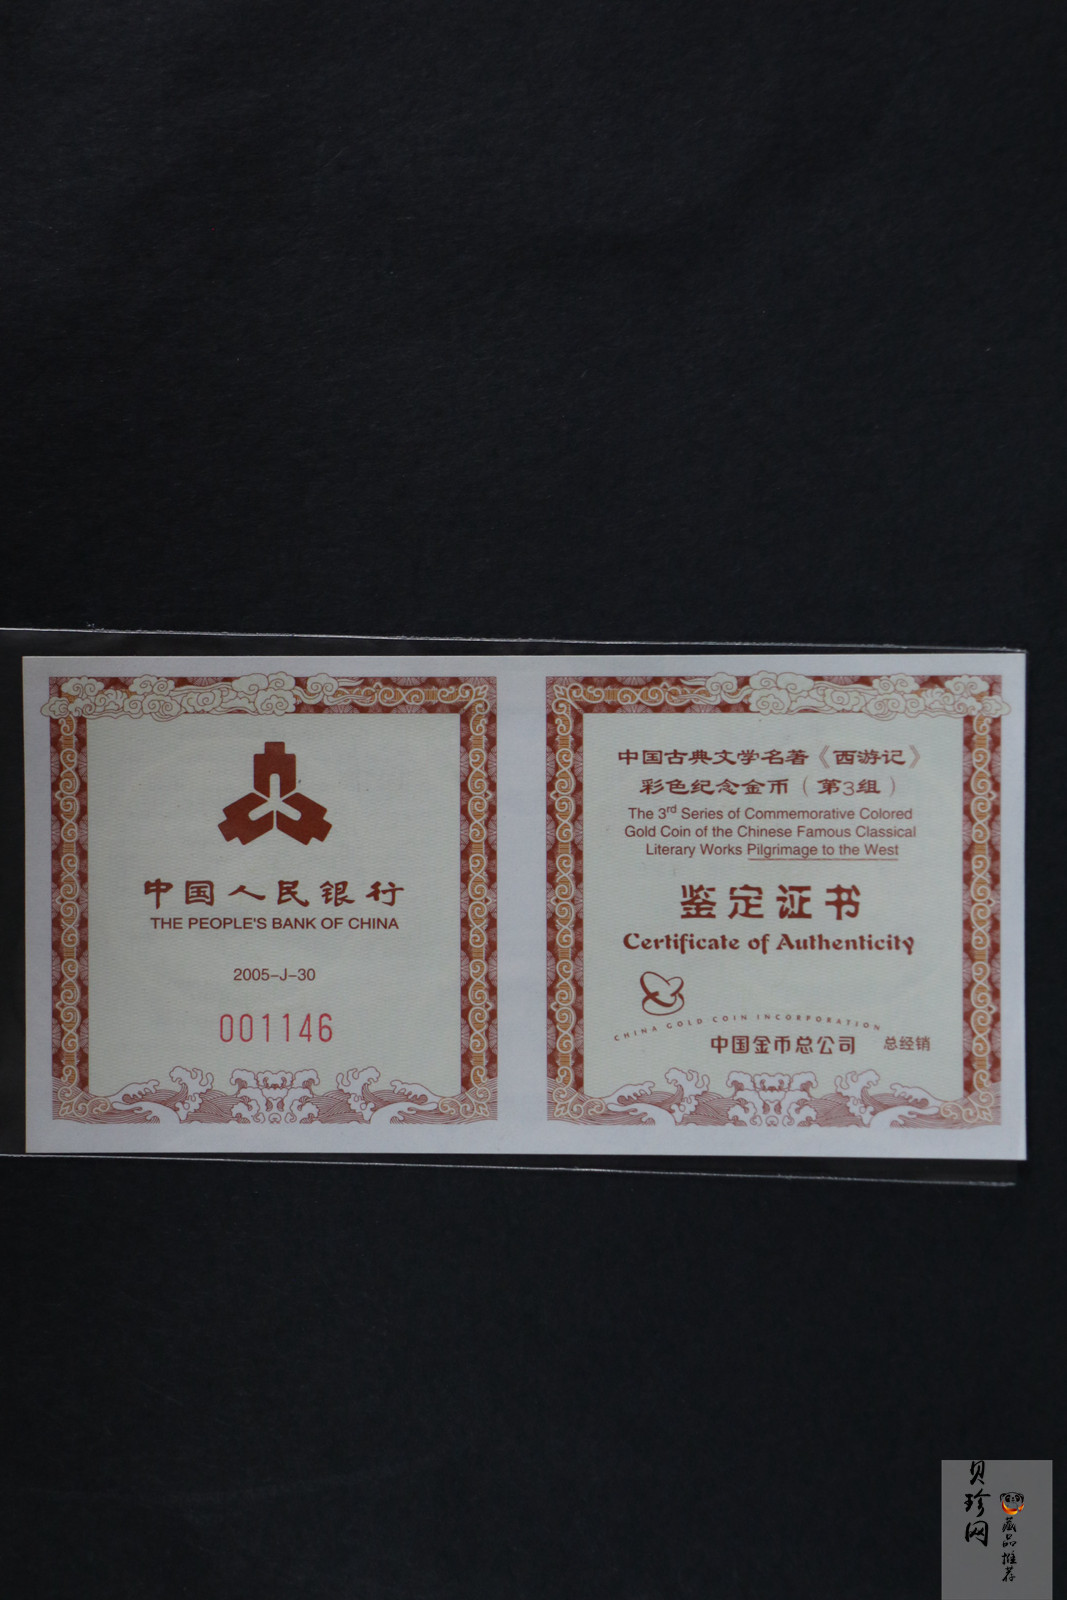 中国人民银行
THE PEOPLE'S BANK OF CHINA
2005-J-30
001146
中国古典文学名著《西游记》
彩色纪念金币（第3组）
The 3rd Series of Commemorative Colored
Gold Coin of the Chinese Famous Classical
Literary Works Pilgrimage to the West
鉴定证书
Certificate of Authenticity
CHINA GOLD COIN INCORPORATION
中国金币总公司 总经销
贝珍网
藏品推荐